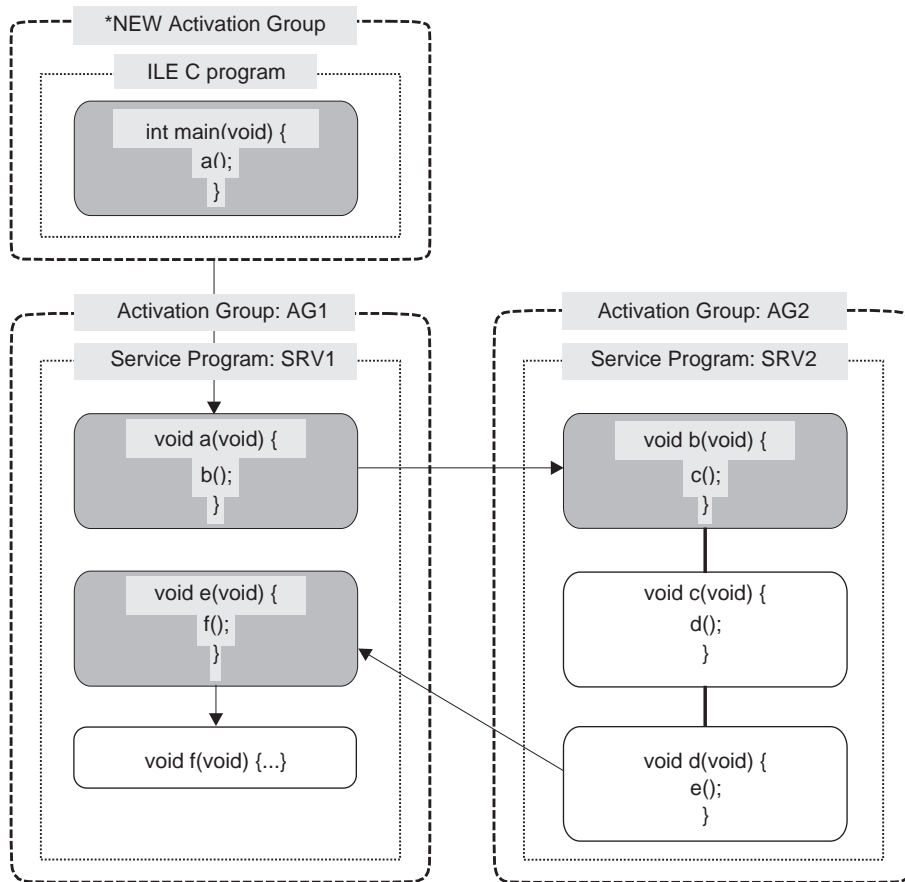 *NEW Activation Group
ILE C program
int main(void) {
a();
}
Activation Group: AG1
Service Program: SRV1
void a(void) {
b();
}
void e(void) {
f();
}
void f(void) {...}
Activation Group: AG2
Service Program: SRV2
void b(void) {
c();
}
void c(void) {
d();
}
void d(void) {
e();
}